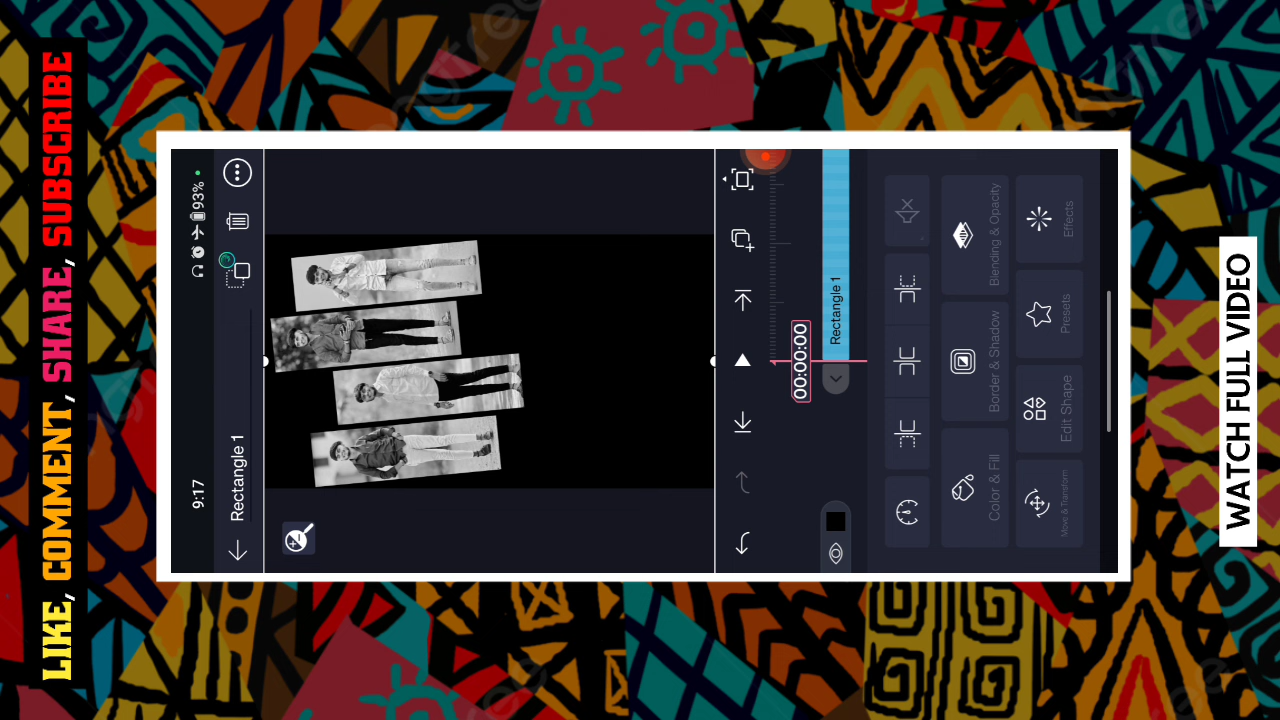 LIKE, COMMENT, SHARE, SUBSCRIBE
9:17
93%
Rectangle 1
00:00:00
Rectangle 1
Color & Fill
Border & Shadow
Blending & Opacity
Move & Transform
Edit Shape
Presets
Effects
WATCH FULL VIDEO